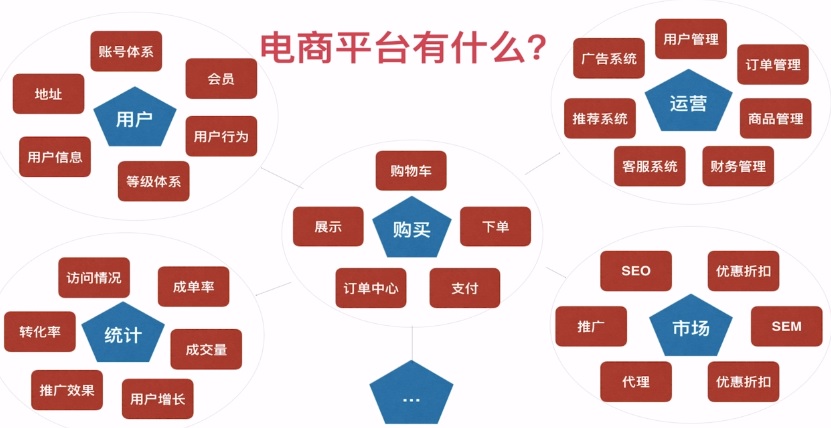 电商平台有什么?
账号体系
会员
地址
用户
用户行为
用户信息
等级体系
用户管理
广告系统
订单管理
运营
推荐系统
商品管理
客服系统
财务管理
购物车
展示
购买
下单
订单中心
支付
访问情况
成单率
转化率
统计
成交量
推广效果
用户增长
SEO
优惠折扣
推广
市场
SEM
代理
优惠折扣
...